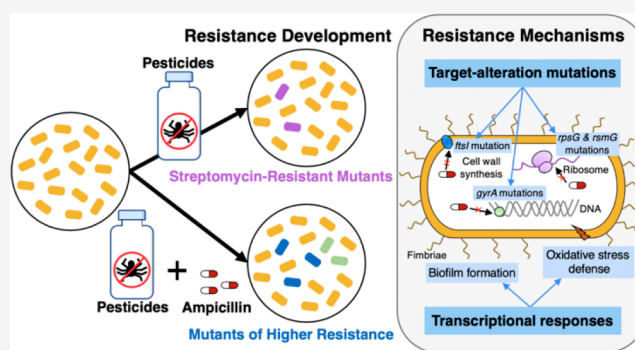 Resistance Development
Pesticides
Streptomycin-Resistant Mutants
Pesticides
+
Ampicillin
Mutants of Higher Resistance
Resistance Mechanisms
Target-alteration mutations
ftsI mutation
Cell wall
synthesis
rpsG & rsmG
mutations
Ribosome
gyrA mutations
DNA
Fimbriae
Biofilm formation
Oxidative stress
defense
Transcriptional responses